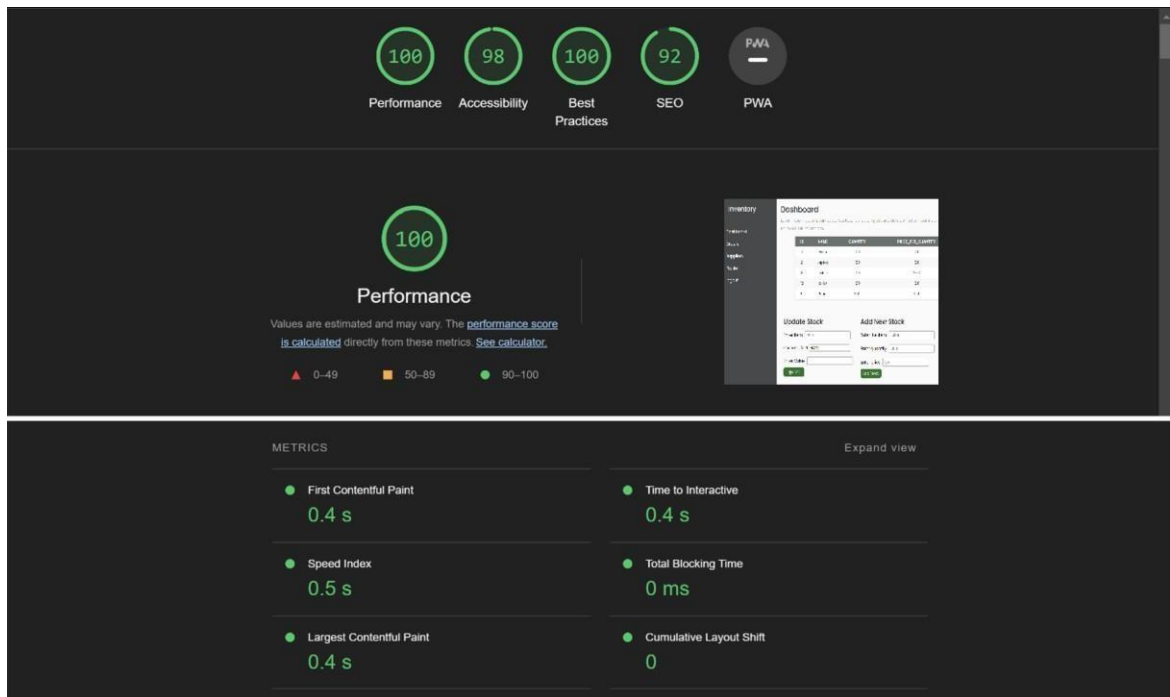 100
98
100
92
PWA
Performance
Accessibility
Best
Practices
SEO
PWA
100
Performance
Values are estimated and may vary. The performance score
is calculated directly from these metrics. See calculator.
0–49
50–89
90–100
Inventory
Dashboard
Update Stock
Add New Stock
METRICS
Expand view
First Contentful Paint
0.4 s
Time to Interactive
0.4 s
Speed Index
0.5 s
Total Blocking Time
0 ms
Largest Contentful Paint
0.4 s
Cumulative Layout Shift
0